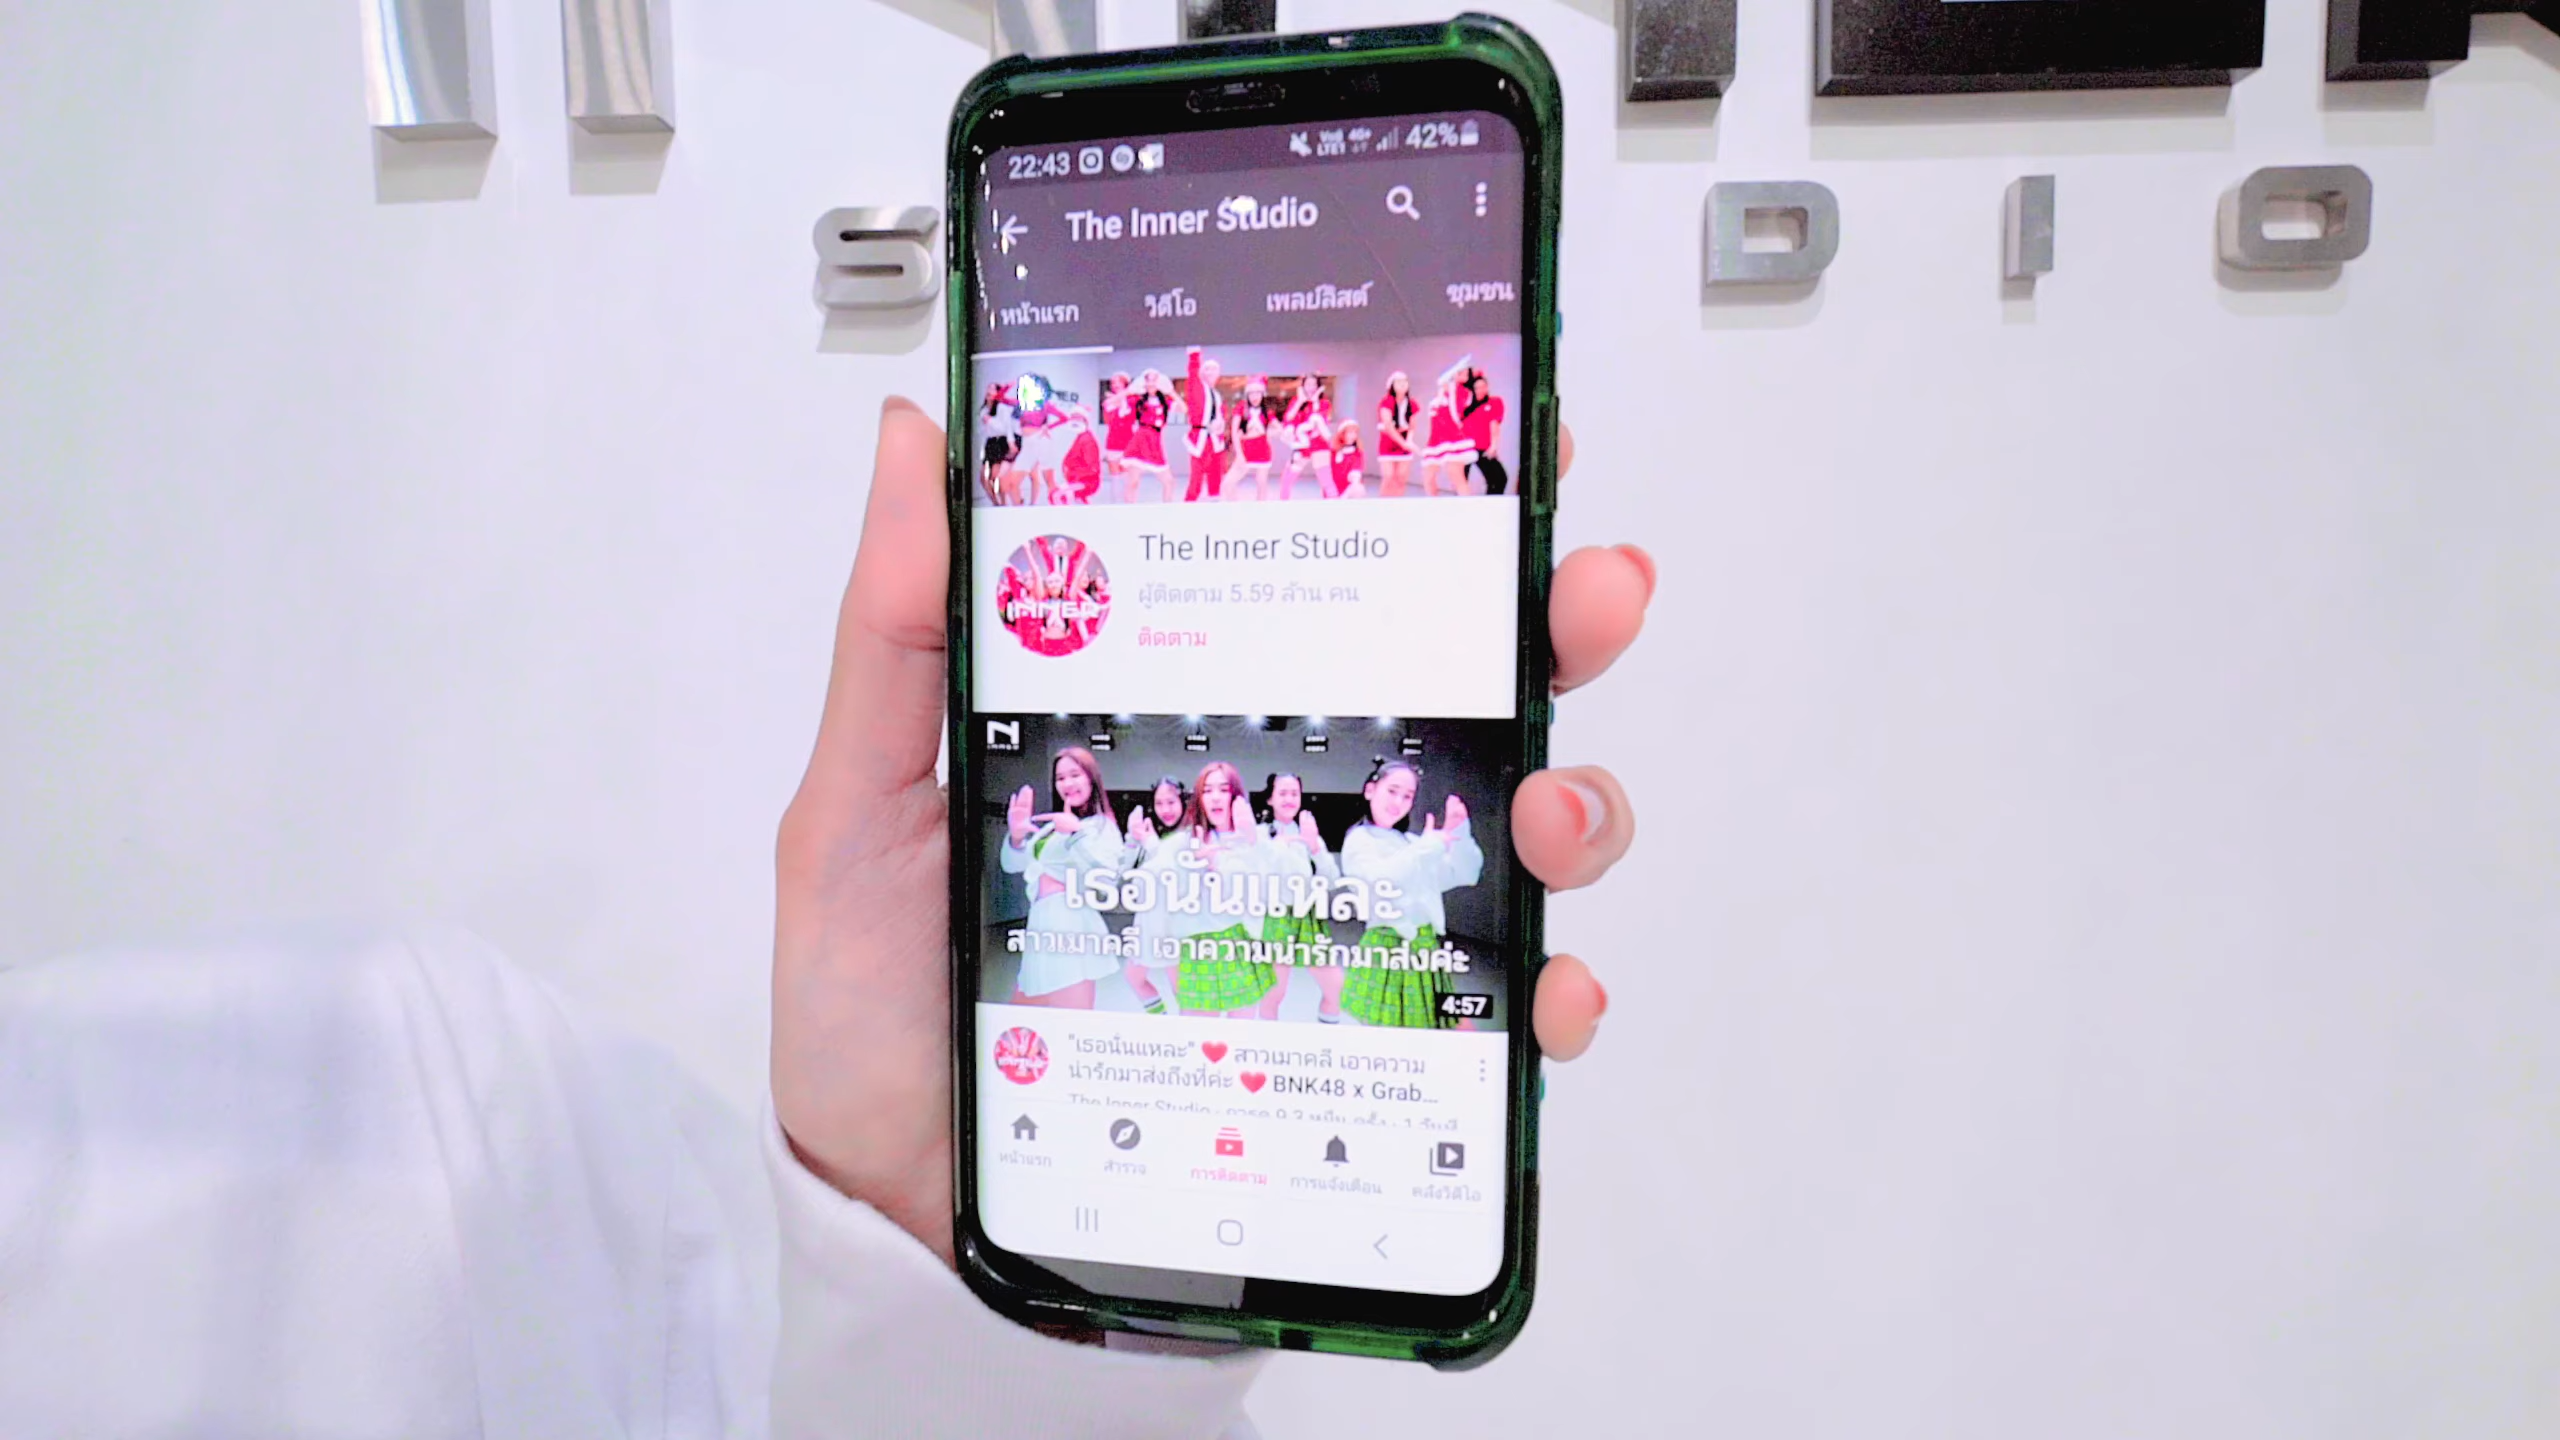 S D I O
22:43 42%
The Inner Studio
หน้าแรก วิดีโอ เพลย์ลิสต์ ชุมชน
The Inner Studio
INNER
ผู้ติดตาม 5.59 ล้าน คน
ติดตาม
เธอนั่นแหละ
สาวเมาคลี เอาความน่ารักมาส่งค่ะ
4:57
"เธอนั่นแหละ" ❤️ สาวเมาคลี เอาความ
น่ารักมาส่งถึงที่ค่ะ ❤️ BNK48 x Grab...
The Inner Studio
หน้าแรก สำรวจ การติดตาม การแจ้งเตือน คลังวิดีโอ